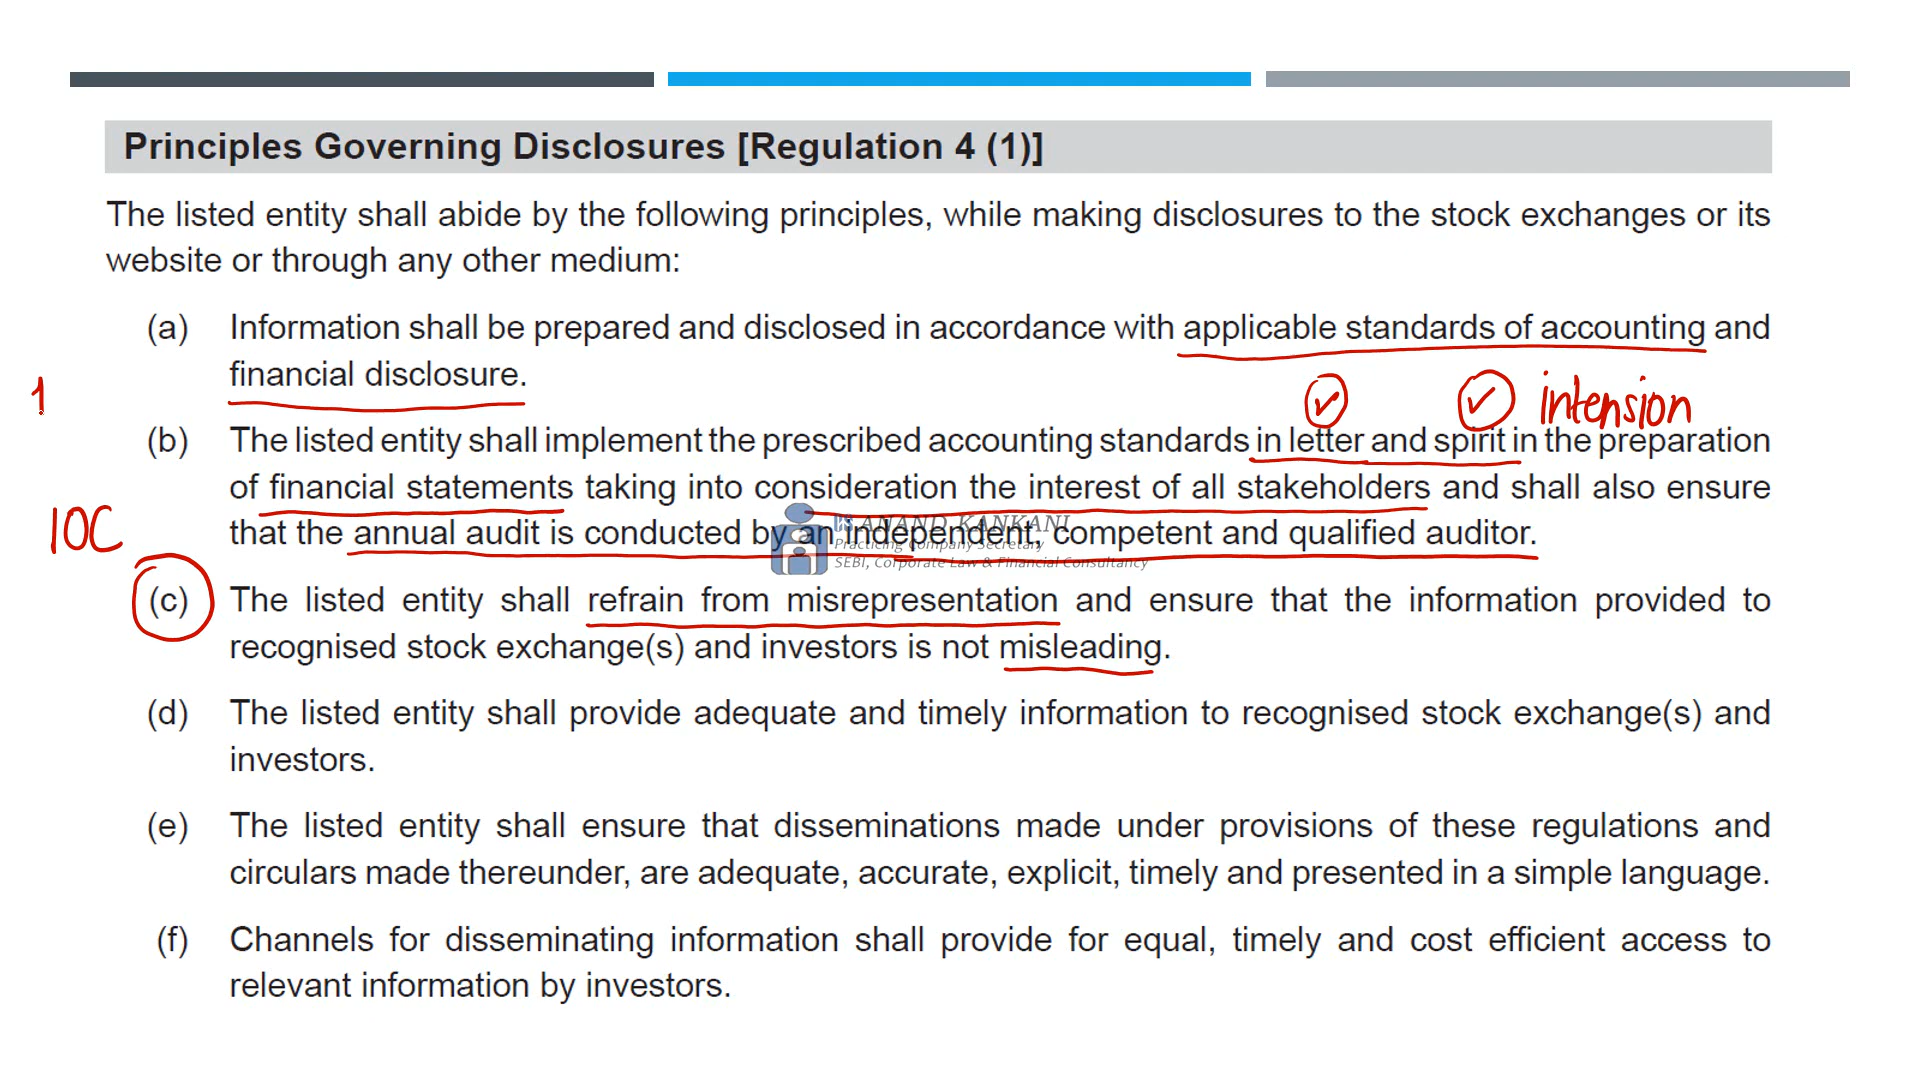 Principles Governing Disclosures [Regulation 4 (1)]
The listed entity shall abide by the following principles, while making disclosures to the stock exchanges or its
website or through any other medium:
(a) Information shall be prepared and disclosed in accordance with applicable standards of accounting and
financial disclosure.
1
intension
(b) The listed entity shall implement the prescribed accounting standards in letter and spirit in the preparation
of financial statements taking into consideration the interest of all stakeholders and shall also ensure
that the annual audit is conducted by an independent, competent and qualified auditor.
IOC
ANAND KANKANI
Practicing Company Secretary
SEBI, Corporate Law & Financial Consultancy
(c) The listed entity shall refrain from misrepresentation and ensure that the information provided to
recognised stock exchange(s) and investors is not misleading.
(d) The listed entity shall provide adequate and timely information to recognised stock exchange(s) and
investors.
(e) The listed entity shall ensure that disseminations made under provisions of these regulations and
circulars made thereunder, are adequate, accurate, explicit, timely and presented in a simple language.
(f) Channels for disseminating information shall provide for equal, timely and cost efficient access to
relevant information by investors.